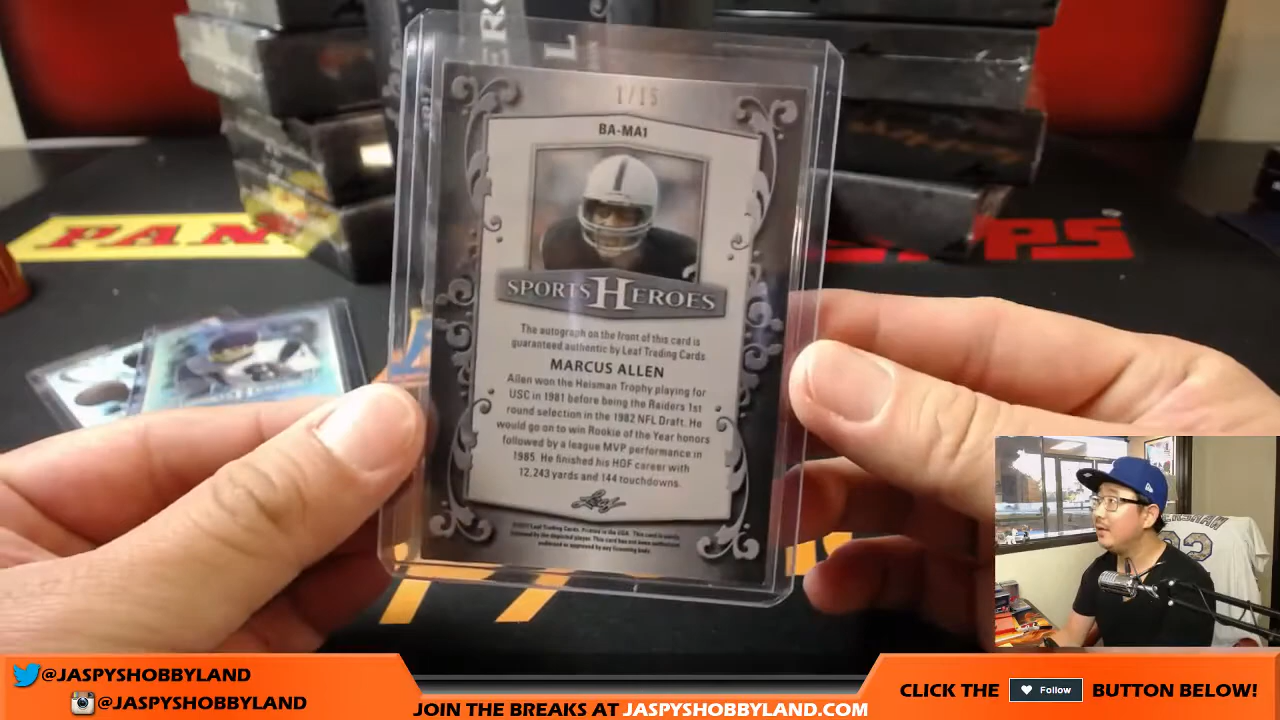 1/15
BA-MA1
SPORTS HEROES
The autograph on the front of this card is
guaranteed authentic by Leaf Trading Cards
MARCUS ALLEN
Allen won the Heisman Trophy playing for
USC in 1981 before being the Raiders 1st
round selection in the 1982 NFL Draft. He
would go on to win Rookie of the Year honors
followed by a league MVP performance in
1985. He finished his HOF career with
12,243 yards and 144 touchdowns.
Leaf
PANI
PS
@JASPYSHOBBYLAND
@JASPYSHOBBYLAND
JOIN THE BREAKS AT JASPYSHOBBYLAND.COM
CLICK THE Follow BUTTON BELOW!